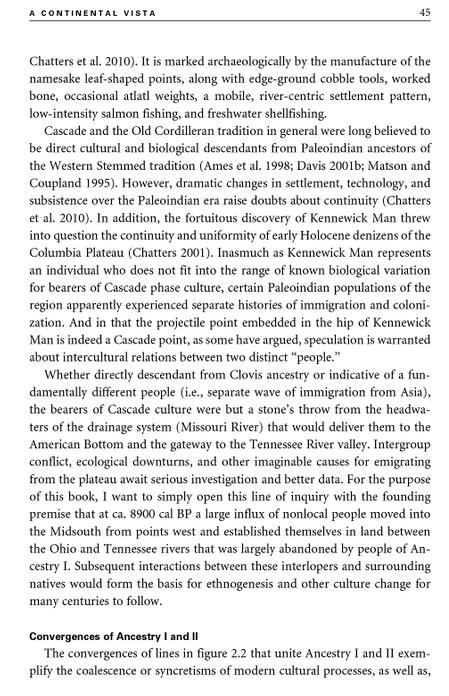 A CONTINENTAL VISTA 45
Chatters et al. 2010). It is marked archaeologically by the manufacture of the
namesake leaf-shaped points, along with edge-ground cobble tools, worked
bone, occasional atlatl weights, a mobile, river-centric settlement pattern,
low-intensity salmon fishing, and freshwater shellfishing.
Cascade and the Old Cordilleran tradition in general were long believed to
be direct cultural and biological descendants from Paleoindian ancestors of
the Western Stemmed tradition (Ames et al. 1998; Davis 2001b; Matson and
Coupland 1995). However, dramatic changes in settlement, technology, and
subsistence over the Paleoindian era raise doubts about continuity (Chatters
et al. 2010). In addition, the fortuitous discovery of Kennewick Man threw
into question the continuity and uniformity of early Holocene denizens of the
Columbia Plateau (Chatters 2001). Inasmuch as Kennewick Man represents
an individual who does not fit into the range of known biological variation
for bearers of Cascade phase culture, certain Paleoindian populations of the
region apparently experienced separate histories of immigration and coloni-
zation. And in that the projectile point embedded in the hip of Kennewick
Man is indeed a Cascade point, as some have argued, speculation is warranted
about intercultural relations between two distinct “people.”
Whether directly descendant from Clovis ancestry or indicative of a fun-
damentally different people (i.e., separate wave of immigration from Asia),
the bearers of Cascade culture were but a stone’s throw from the headwa-
ters of the drainage system (Missouri River) that would deliver them to the
American Bottom and the gateway to the Tennessee River valley. Intergroup
conflict, ecological downturns, and other imaginable causes for emigrating
from the plateau await serious investigation and better data. For the purpose
of this book, I want to simply open this line of inquiry with the founding
premise that at ca. 8900 cal BP a large influx of nonlocal people moved into
the Midsouth from points west and established themselves in land between
the Ohio and Tennessee rivers that was largely abandoned by people of An-
cestry I. Subsequent interactions between these interlopers and surrounding
natives would form the basis for ethnogenesis and other culture change for
many centuries to follow.
Convergences of Ancestry I and II
The convergences of lines in figure 2.2 that unite Ancestry I and II exem-
plify the coalescence or syncretisms of modern cultural processes, as well as,